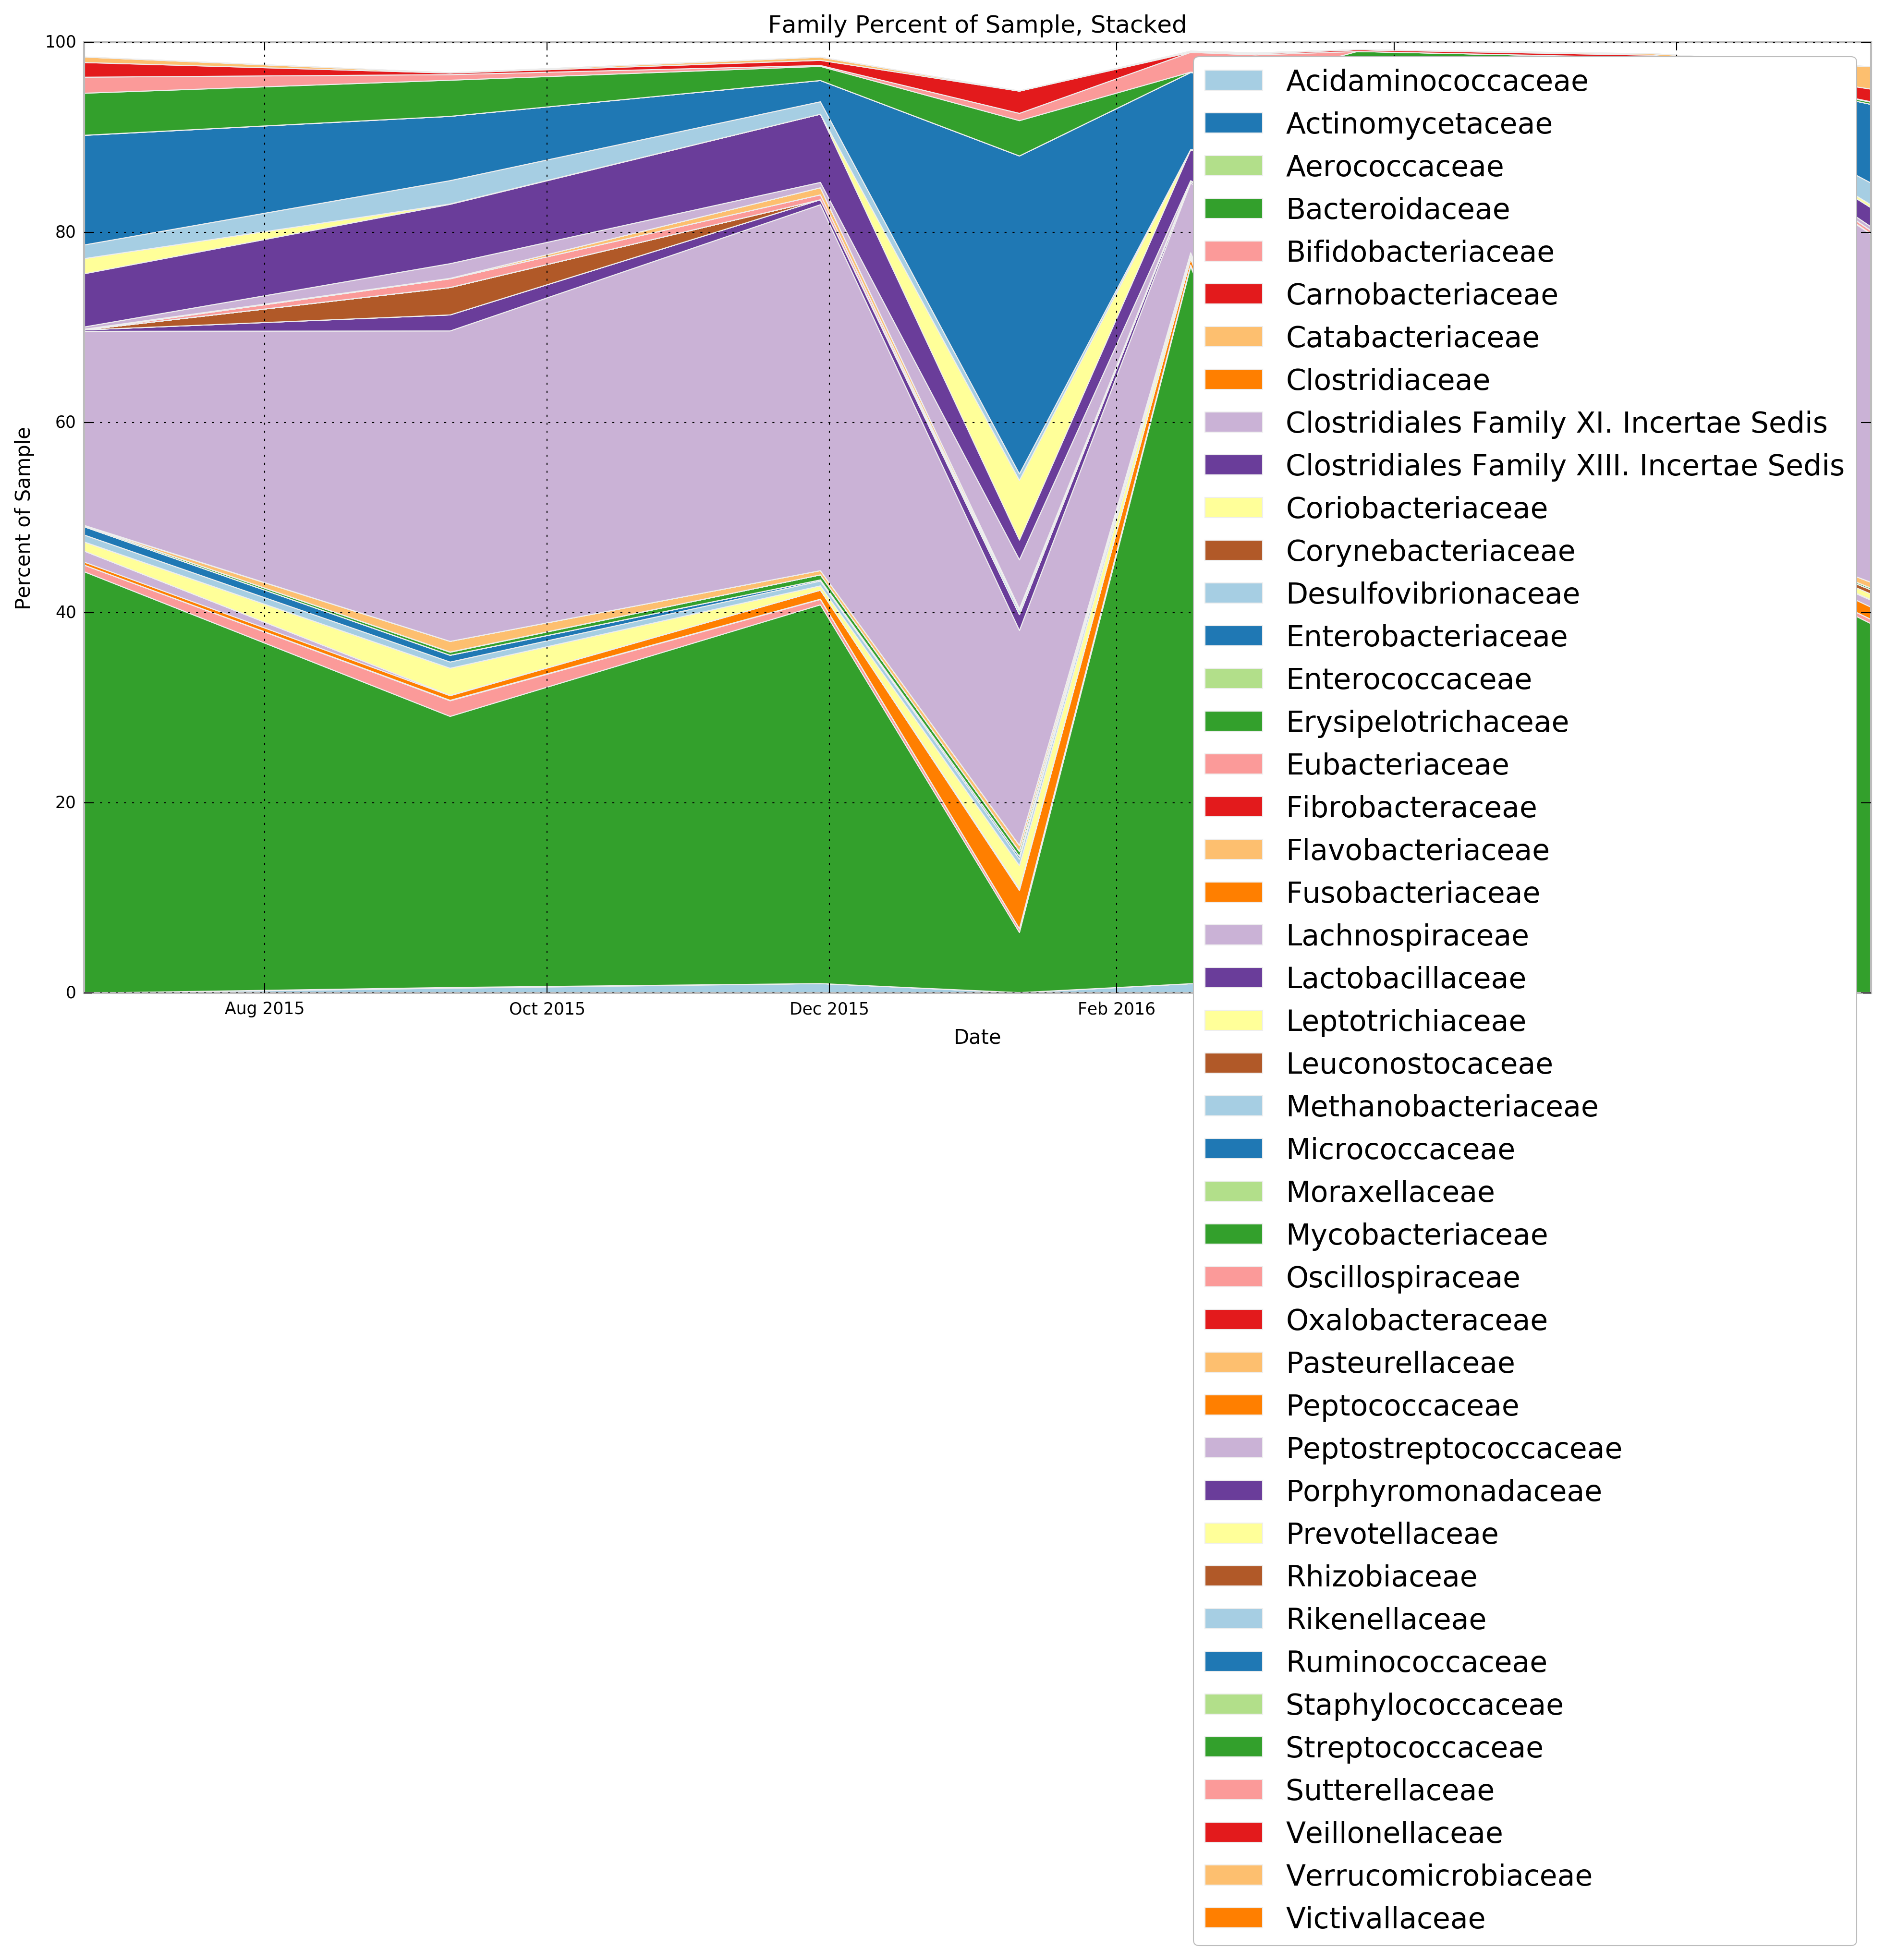 Family Percent of Sample, Stacked
100
80
60
40
20
0
Percent of Sample
Aug 2015
Oct 2015
Dec 2015
Feb 2016
Date
Acidaminococcaceae
Actinomycetaceae
Aerococcaceae
Bacteroidaceae
Bifidobacteriaceae
Carnobacteriaceae
Catabacteriaceae
Clostridiaceae
Clostridiales Family XI. Incertae Sedis
Clostridiales Family XIII. Incertae Sedis
Coriobacteriaceae
Corynebacteriaceae
Desulfovibrionaceae
Enterobacteriaceae
Enterococcaceae
Erysipelotrichaceae
Eubacteriaceae
Fibrobacteraceae
Flavobacteriaceae
Fusobacteriaceae
Lachnospiraceae
Lactobacillaceae
Leptotrichiaceae
Leuconostocaceae
Methanobacteriaceae
Micrococcaceae
Moraxellaceae
Mycobacteriaceae
Oscillospiraceae
Oxalobacteraceae
Pasteurellaceae
Peptococcaceae
Peptostreptococcaceae
Porphyromonadaceae
Prevotellaceae
Rhizobiaceae
Rikenellaceae
Ruminococcaceae
Staphylococcaceae
Streptococcaceae
Sutterellaceae
Veillonellaceae
Verrucomicrobiaceae
Victivallaceae